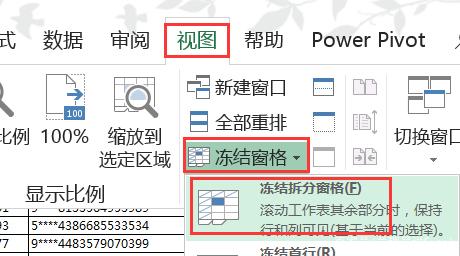 式 数据 审阅 视图 帮助 Power Pivot
新建窗口
全部重排
冻结窗格
比例 100% 缩放到
选定区域
切换窗口
显示比例
冻结拆分窗格(F)
滚动工作表其余部分时，保持
行和列可见(基于当前的选择)。
冻结首行(R)
5****4386685533534
77 9****4483579070399